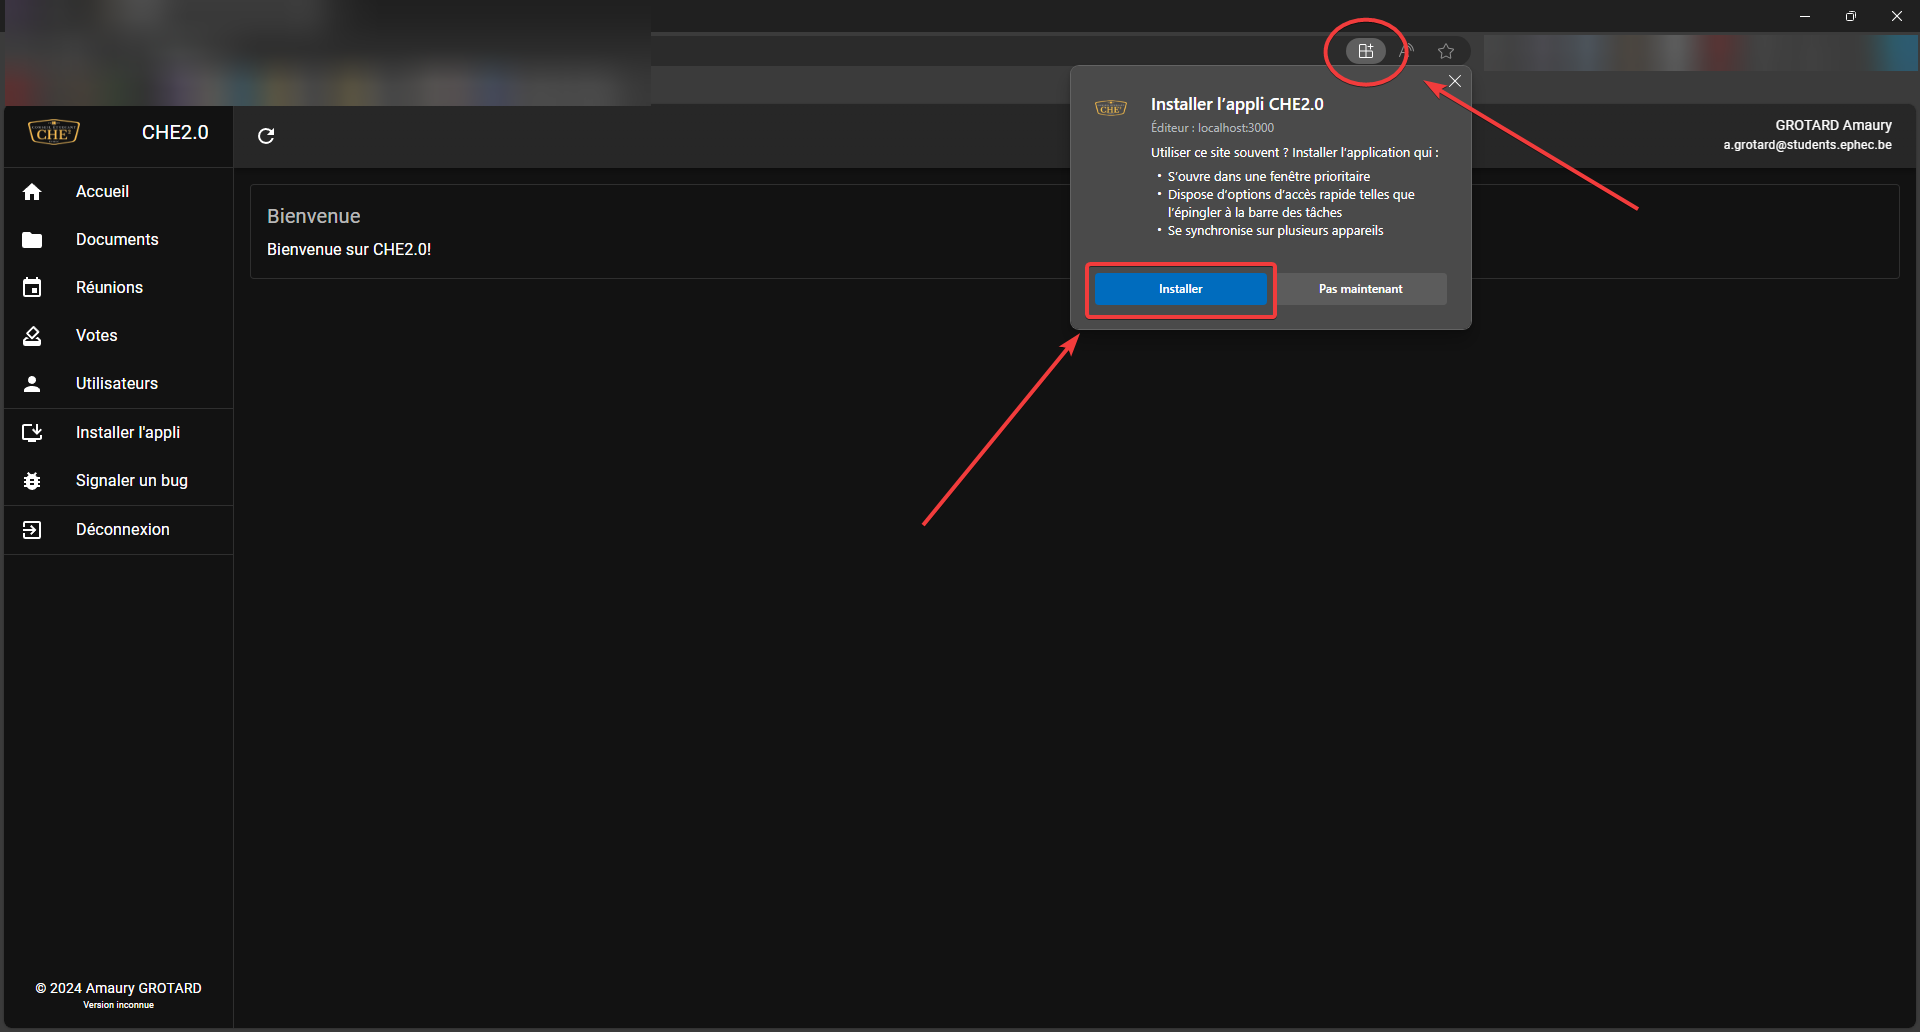 CHE
CHE2.0
GROTARD Amaury
a.grotard@students.ephec.be
Accueil
Documents
Réunions
Votes
Utilisateurs
Installer l'appli
Signaler un bug
Déconnexion
© 2024 Amaury GROTARD
Version inconnue
Bienvenue
Bienvenue sur CHE2.0!
CHE
Installer l’appli CHE2.0
Éditeur : localhost:3000
Utiliser ce site souvent ? Installer l’application qui :
• S’ouvre dans une fenêtre prioritaire
• Dispose d’options d’accès rapide telles que
l’épingler à la barre des tâches
• Se synchronise sur plusieurs appareils
Installer
Pas maintenant